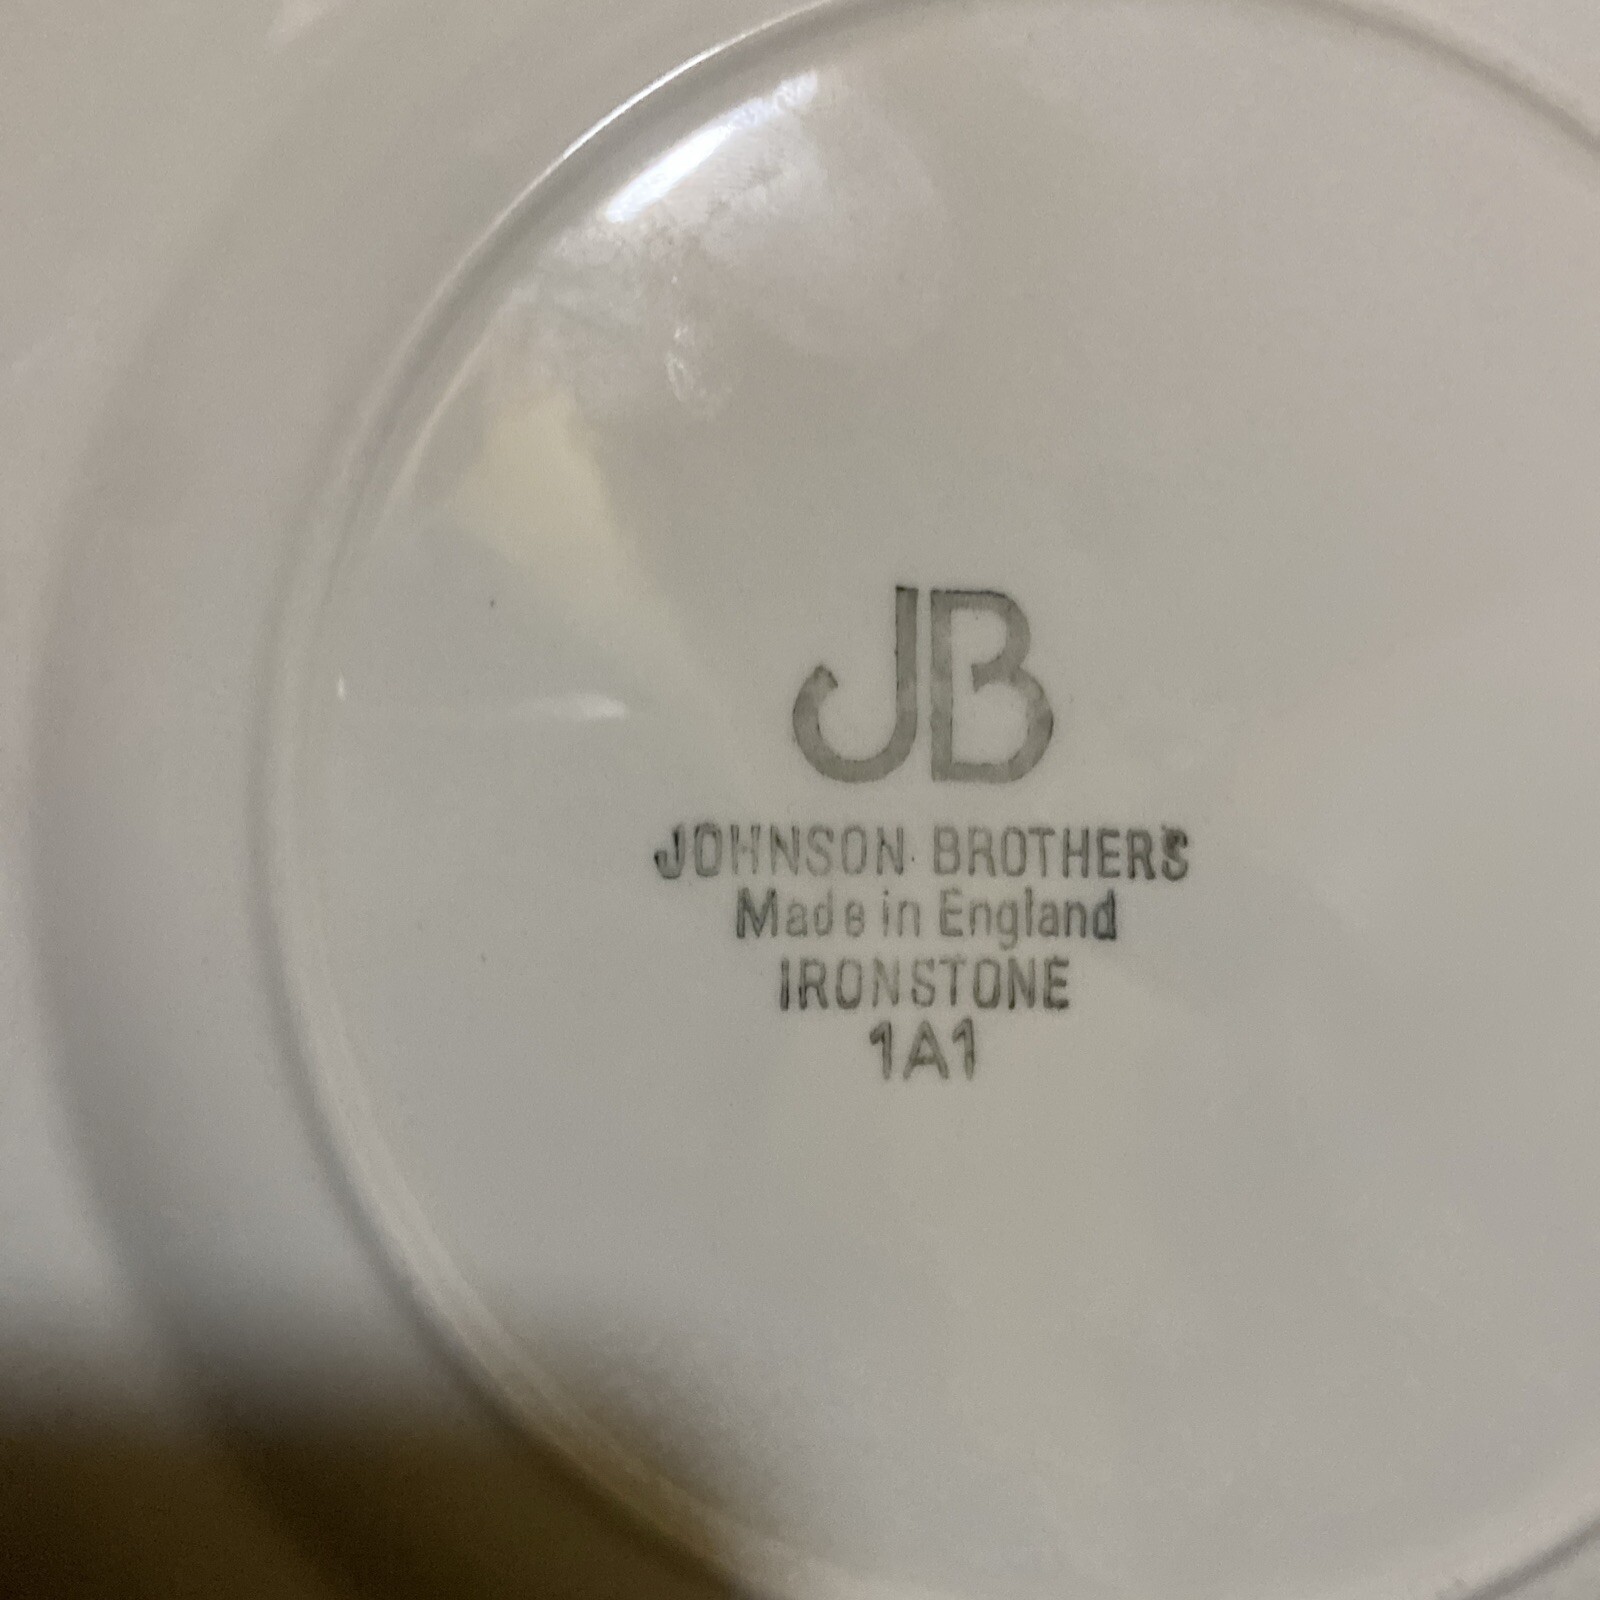 JB
JOHNSON BROTHERS
Made in England
IRONSTONE
1A1